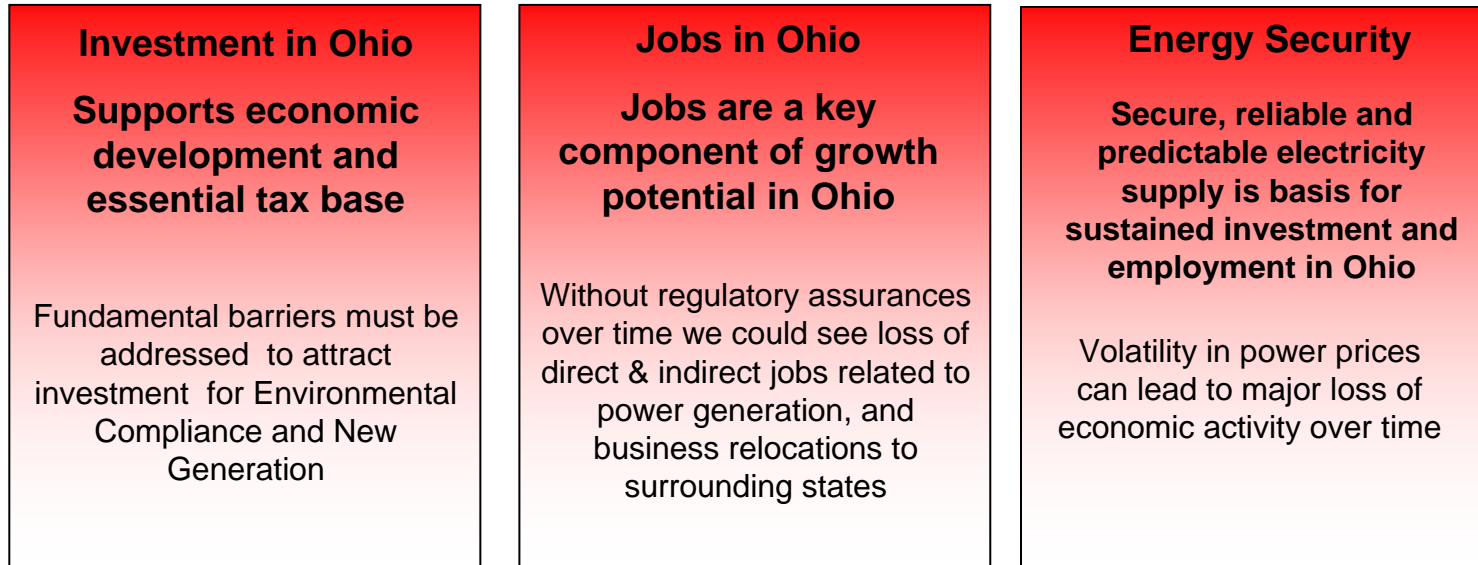 Investment in Ohio
Supports economic
development and
essential tax base
Fundamental barriers must be
addressed to attract
investment for Environmental
Compliance and New
Generation
Jobs in Ohio
Jobs are a key
component of growth
potential in Ohio
Without regulatory assurances
over time we could see loss of
direct & indirect jobs related to
power generation, and
business relocations to
surrounding states
Energy Security
Secure, reliable and
predictable electricity
supply is basis for
sustained investment and
employment in Ohio
Volatility in power prices
can lead to major loss of
economic activity over time